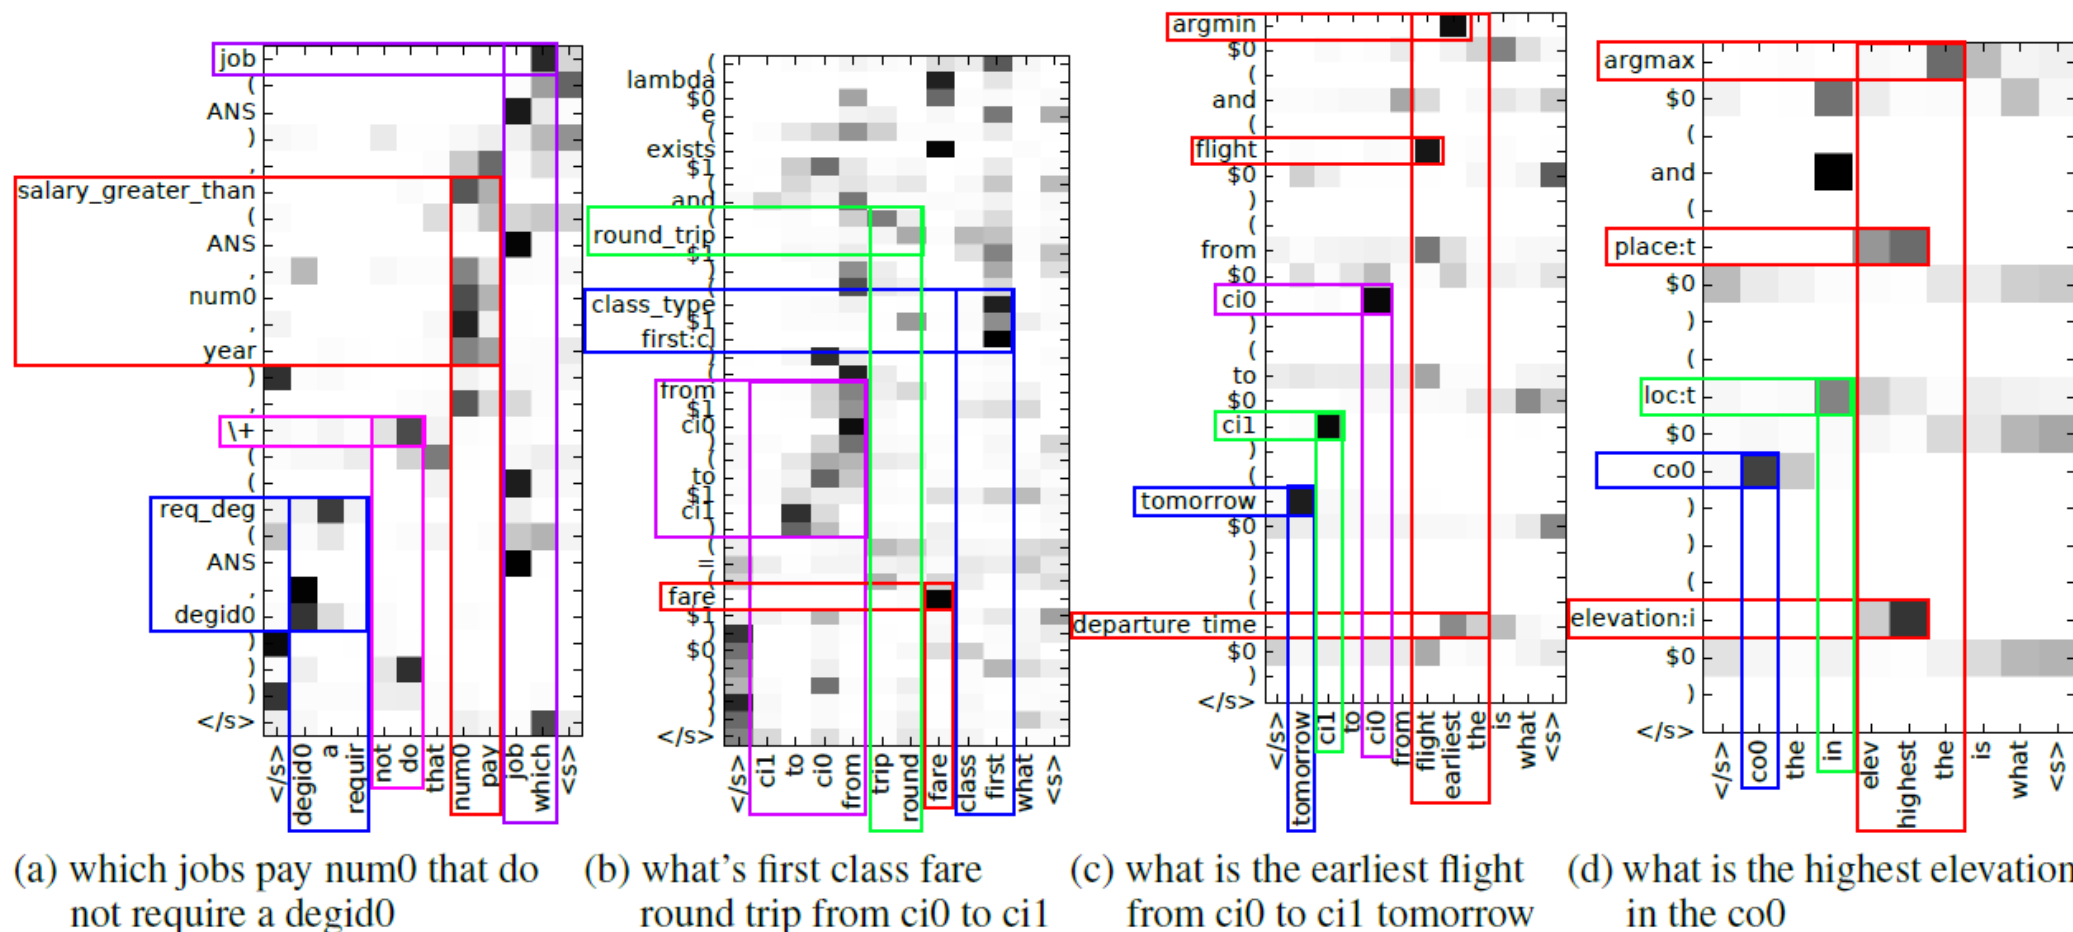 job
(
ANS
)
,
salary_greater_than
(
ANS
,
num0
,
year
)
,
\+
(
(
req_deg
(
ANS
,
degid0
)
)
)
</s>
</s>
degid0
a
requir
not
do
that
num0
pay
job
which
<s>
(a) which jobs pay num0 that do
not require a degid0
(
lambda
$0
e
(
exists
$1
(
and
(
round_trip
$1
)
(
class_type
$1
first:cl
)
(
from
$1
ci0
)
(
to
$1
ci1
)
(
=
(
fare
$1
)
$0
)
)
)
)
</s>
</s>
ci1
to
ci0
from
trip
round
fare
class
first
what
<s>
(b) what's first class fare
round trip from ci0 to ci1
argmin
$0
(
and
(
flight
$0
)
(
from
$0
ci0
)
(
to
$0
ci1
)
(
tomorrow
$0
)
)
(
departure_time
$0
)
</s>
</s>
tomorrow
ci1
to
ci0
from
flight
earliest
the
is
what
<s>
(c) what is the earliest flight
from ci0 to ci1 tomorrow
argmax
$0
(
and
(
place:t
$0
)
(
loc:t
$0
co0
)
)
(
elevation:i
$0
)
</s>
</s>
co0
the
in
elev
highest
the
is
what
<s>
(d) what is the highest elevation
in the co0